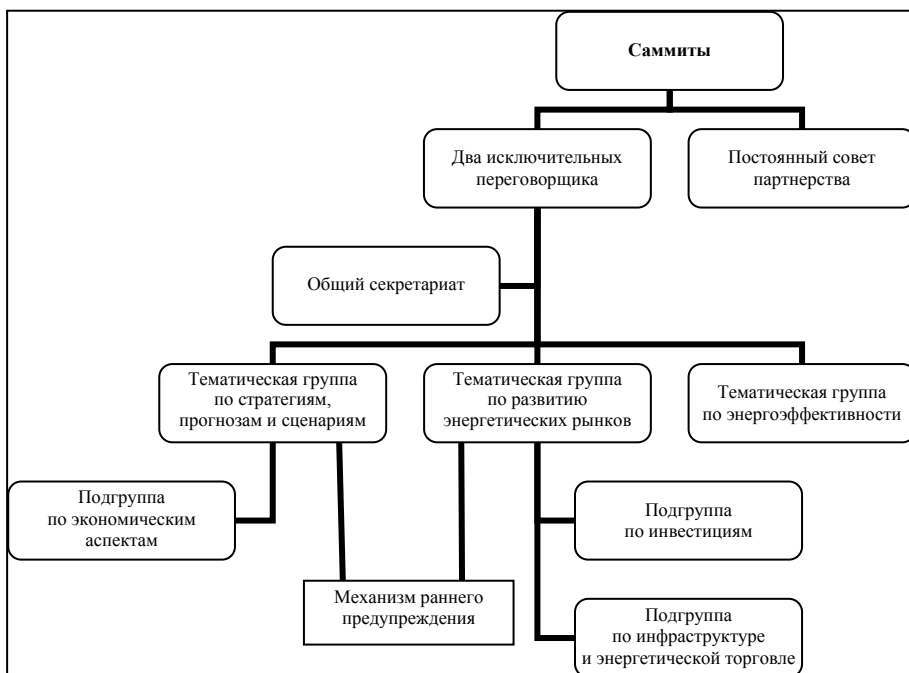 Саммиты
Два исключительных
переговорщика
Постоянный совет
партнерства
Общий секретариат
Тематическая группа
по стратегиям,
прогнозам и сценариям
Тематическая группа
по развитию
энергетических рынков
Тематическая группа
по энергоэффективности
Подгруппа
по экономическим
аспектам
Подгруппа
по инвестициям
Механизм раннего
предупреждения
Подгруппа
по инфраструктуре
и энергетической торговле